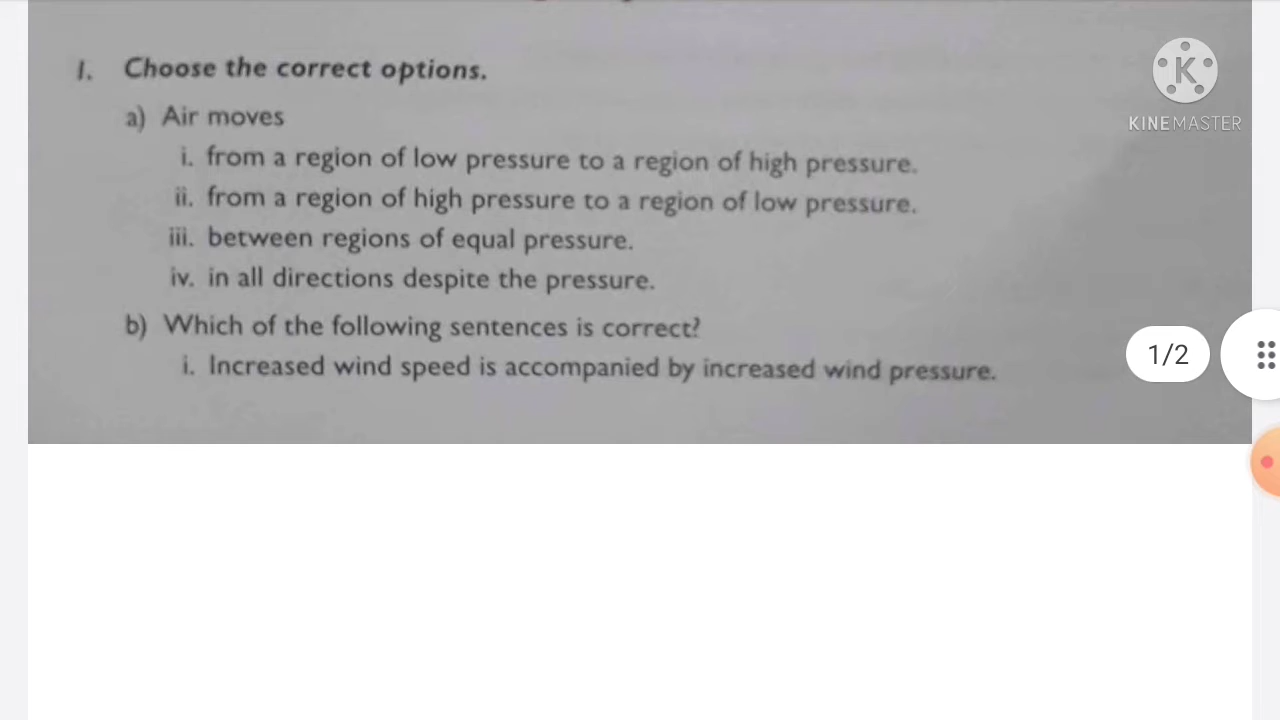 1. Choose the correct options.
a) Air moves
i. from a region of low pressure to a region of high pressure.
ii. from a region of high pressure to a region of low pressure.
iii. between regions of equal pressure.
iv. in all directions despite the pressure.
b) Which of the following sentences is correct?
i. Increased wind speed is accompanied by increased wind pressure.
K
KINEMASTER
1/2